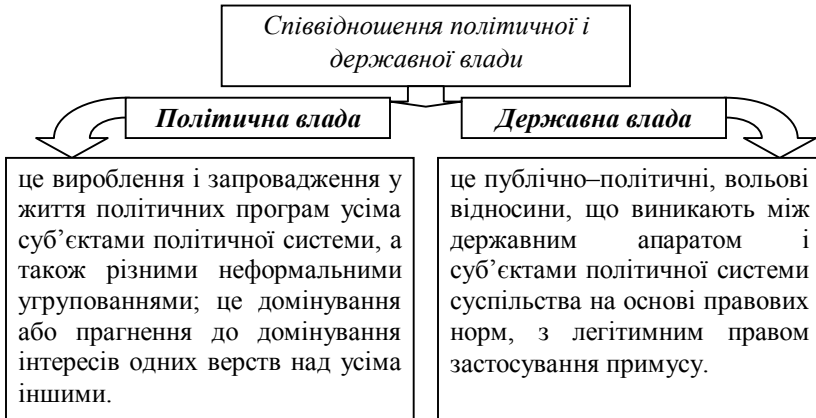 Співвідношення політичної і
державної влади
Політична влада
Державна влада
це вироблення і запровадження у
життя політичних програм усіма
суб’єктами політичної системи, а
також різними неформальними
угрупованнями; це домінування
або прагнення до домінування
інтересів одних верств над усіма
іншими.
це публічно–політичні, вольові
відносини, що виникають між
державним апаратом і
суб’єктами політичної системи
суспільства на основі правових
норм, з легітимним правом
застосування примусу.